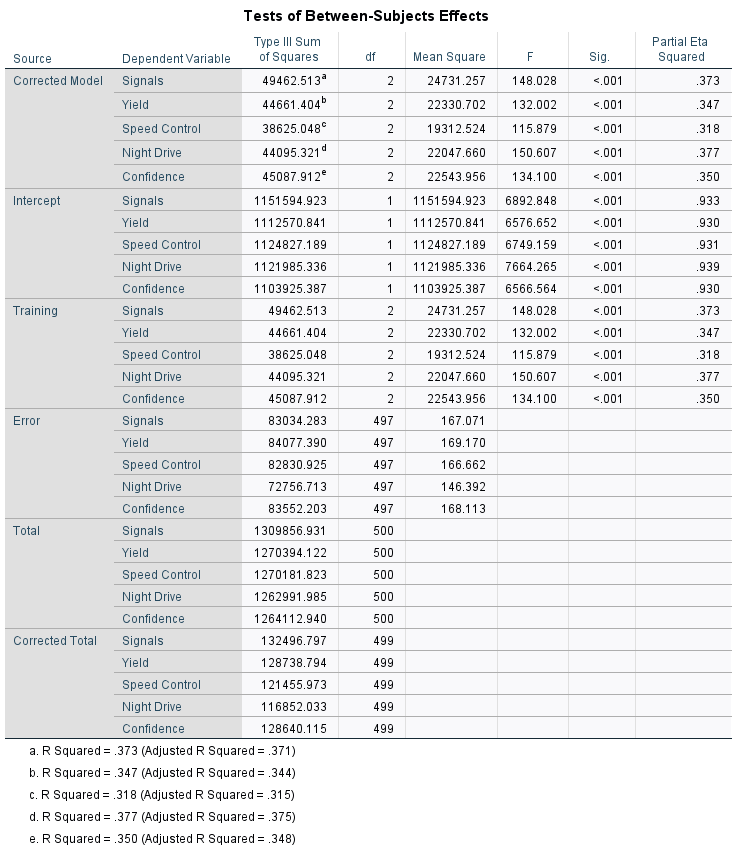 Tests of Between-Subjects Effects
Source Dependent Variable Type III Sum of Squares df Mean Square F Sig. Partial Eta Squared
Corrected Model Signals 49462.513a 2 24731.257 148.028 <.001 .373
Yield 44661.404b 2 22330.702 132.002 <.001 .347
Speed Control 38625.048c 2 19312.524 115.879 <.001 .318
Night Drive 44095.321d 2 22047.660 150.607 <.001 .377
Confidence 45087.912e 2 22543.956 134.100 <.001 .350
Intercept Signals 1151594.923 1 1151594.923 6892.848 <.001 .933
Yield 1112570.841 1 1112570.841 6576.652 <.001 .930
Speed Control 1124827.189 1 1124827.189 6749.159 <.001 .931
Night Drive 1121985.336 1 1121985.336 7664.265 <.001 .939
Confidence 1103925.387 1 1103925.387 6566.564 <.001 .930
Training Signals 49462.513 2 24731.257 148.028 <.001 .373
Yield 44661.404 2 22330.702 132.002 <.001 .347
Speed Control 38625.048 2 19312.524 115.879 <.001 .318
Night Drive 44095.321 2 22047.660 150.607 <.001 .377
Confidence 45087.912 2 22543.956 134.100 <.001 .350
Error Signals 83034.283 497 167.071
Yield 84077.390 497 169.170
Speed Control 82830.925 497 166.662
Night Drive 72756.713 497 146.392
Confidence 83552.203 497 168.113
Total Signals 1309856.931 500
Yield 1270394.122 500
Speed Control 1270181.823 500
Night Drive 1262991.985 500
Confidence 1264112.940 500
Corrected Total Signals 132496.797 499
Yield 128738.794 499
Speed Control 121455.973 499
Night Drive 116852.033 499
Confidence 128640.115 499
a. R Squared = .373 (Adjusted R Squared = .371)
b. R Squared = .347 (Adjusted R Squared = .344)
c. R Squared = .318 (Adjusted R Squared = .315)
d. R Squared = .377 (Adjusted R Squared = .375)
e. R Squared = .350 (Adjusted R Squared = .348)